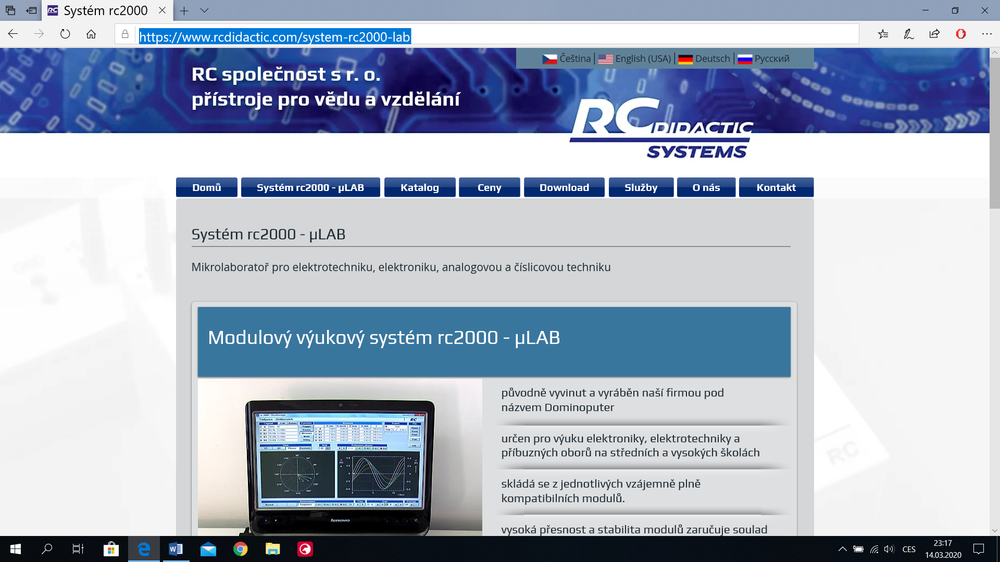 Systém rc2000
https://www.rcdidactic.com/system-rc2000-lab
Čeština | English (USA) | Deutsch | Русский
RC společnost s r. o.
přístroje pro vědu a vzdělání
RC DIDACTIC
SYSTEMS
Domů Systém rc2000 - µLAB Katalog Ceny Download Služby O nás Kontakt
Systém rc2000 - µLAB
Mikrolaboratoř pro elektrotechniku, elektroniku, analogovou a číslicovou techniku
Modulový výukový systém rc2000 - µLAB
původně vyvinut a vyráběn naší firmou pod
názvem Dominoputer
určen pro výuku elektroniky, elektrotechniky a
příbuzných oborů na středních a vysokých školách
skládá se z jednotlivých vzájemně plně
kompatibilních modulů.
vysoká přesnost a stabilita modulů zaručuje soulad
Tiefpass - Zeitbereich
RC
lenovo
RC
CES
23:17
14.03.2020